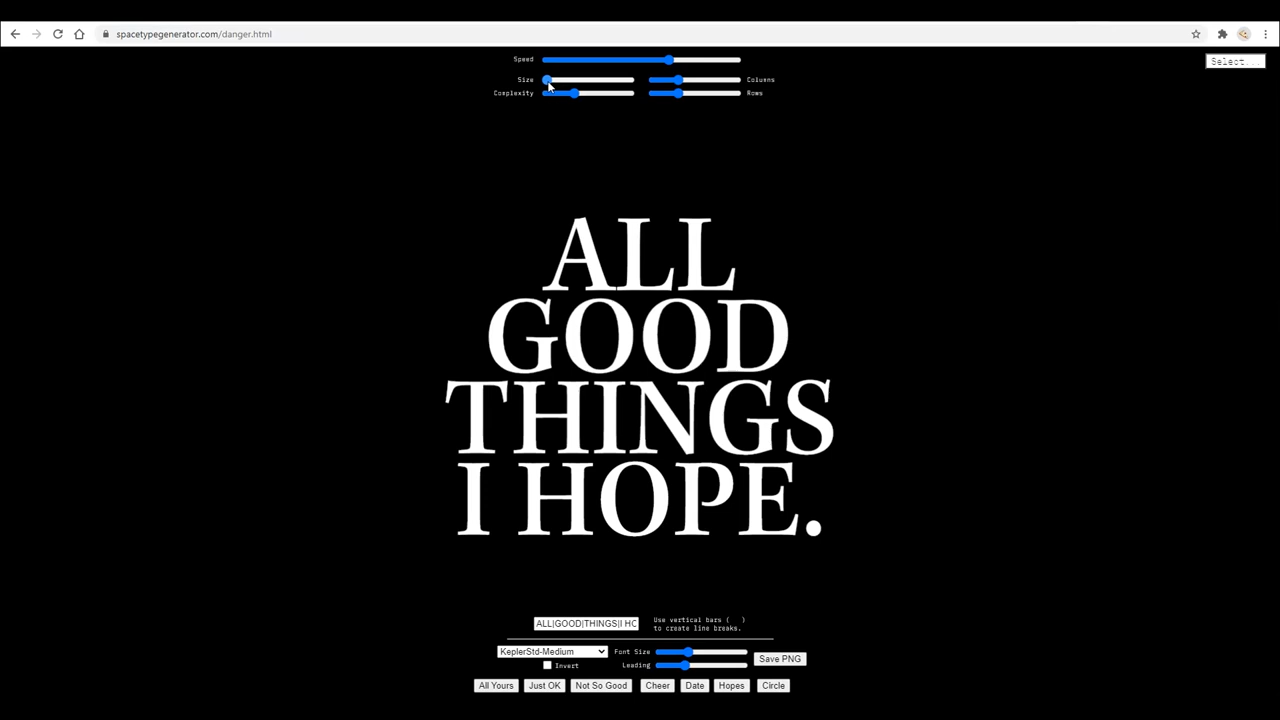 spacetypegenerator.com/danger.html
Speed
Select...
Size
Columns
Complexity
Rows
ALL
GOOD
THINGS
I HOPE.
ALL|GOOD|THINGS|I HO
Use vertical bars ( )
to create line breaks.
KeplerStd-Medium
Font Size
Invert
Leading
Save PNG
All Yours
Just OK
Not So Good
Cheer
Date
Hopes
Circle